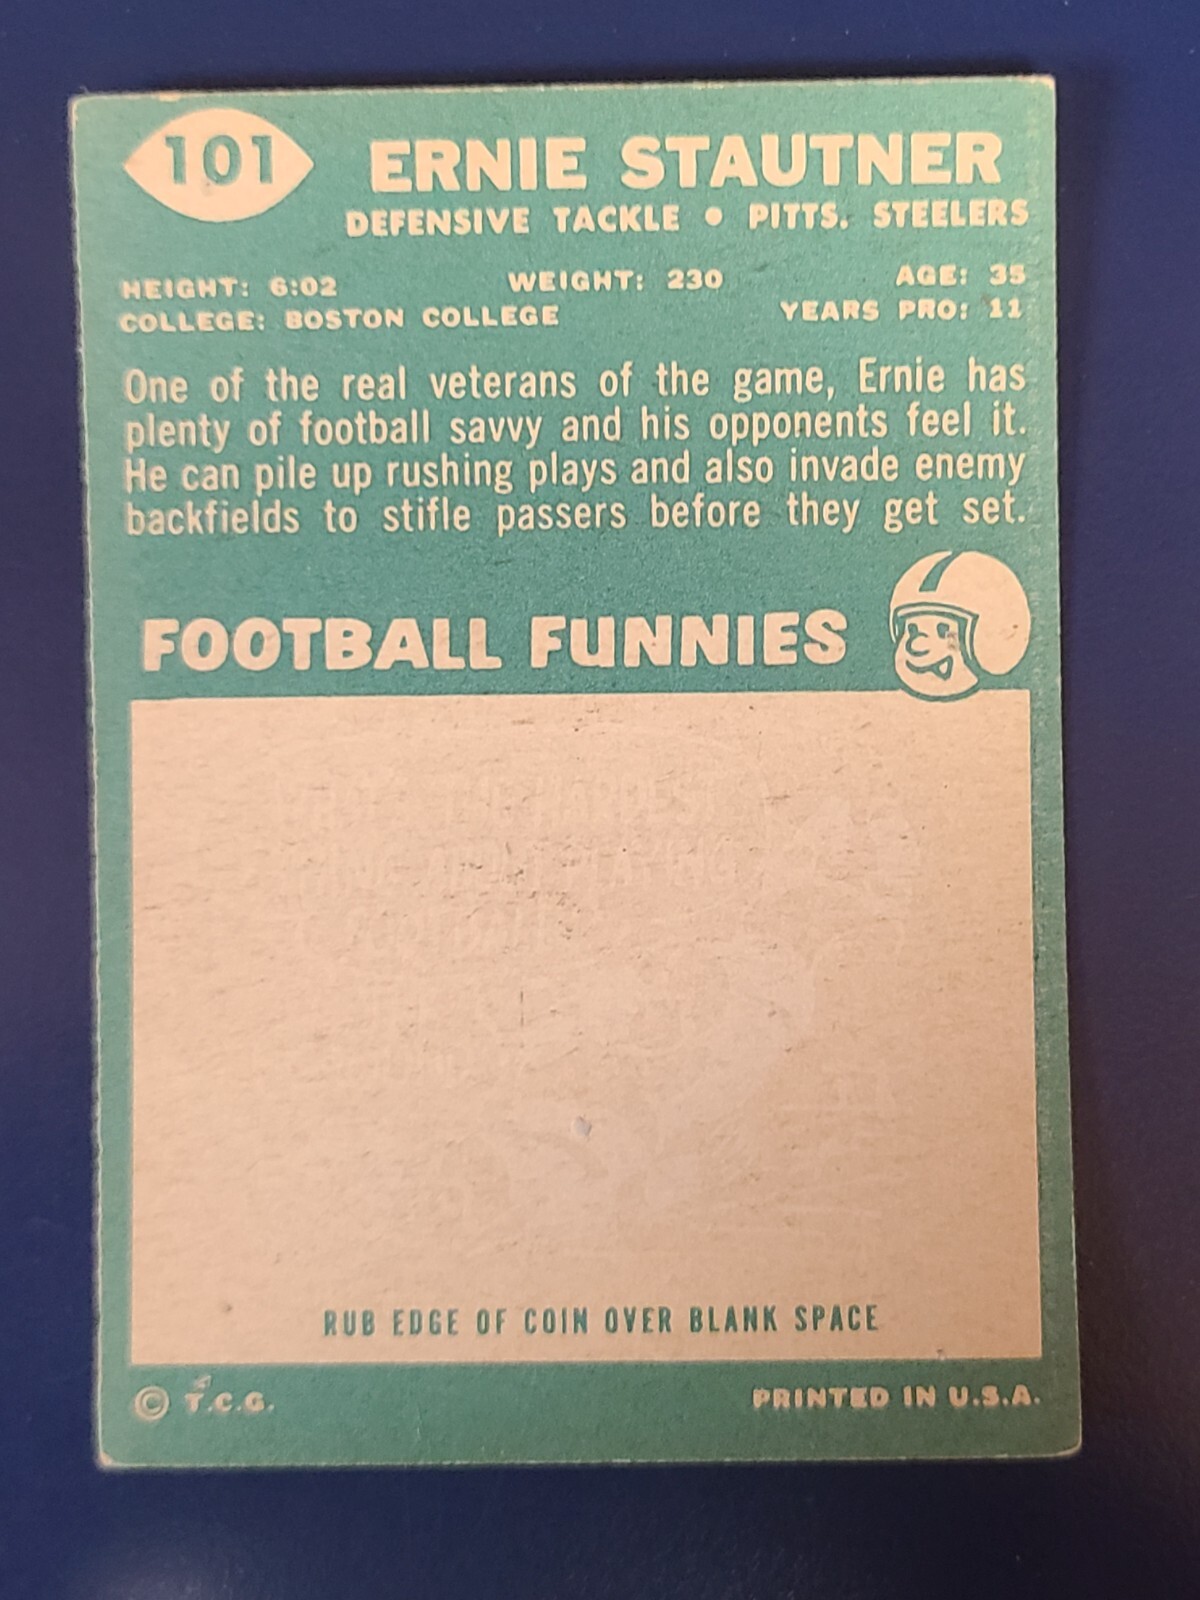 101
ERNIE STAUTNER
DEFENSIVE TACKLE • PITTS. STEELERS
HEIGHT: 6:02 WEIGHT: 230 AGE: 35
COLLEGE: BOSTON COLLEGE YEARS PRO: 11
One of the real veterans of the game, Ernie has
plenty of football savvy and his opponents feel it.
He can pile up rushing plays and also invade enemy
backfields to stifle passers before they get set.
FOOTBALL FUNNIES
HARDEST
PLAYING
FOOTBALL
RUB EDGE OF COIN OVER BLANK SPACE
© T.C.G. PRINTED IN U.S.A.